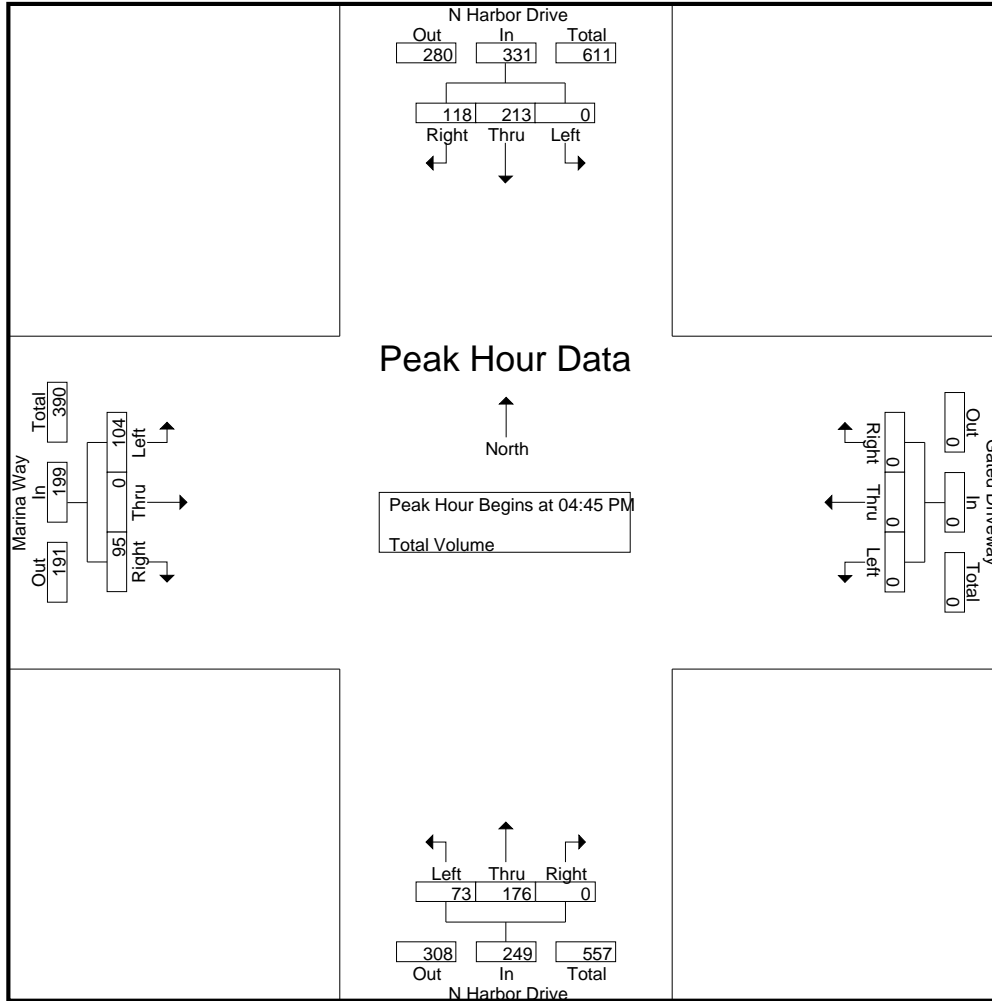 N Harbor Drive
Out In Total
280 331 611
118 213 0
Right Thru Left
Peak Hour Data
North
Peak Hour Begins at 04:45 PM
Total Volume
Marina Way
Out In Total
191 199 390
95 0 104
Right Thru Left
Gated Driveway
Out In Total
0 0 0
Right Thru Left
0 0 0
Left Thru Right
73 176 0
308 249 557
Out In Total
N Harbor Drive